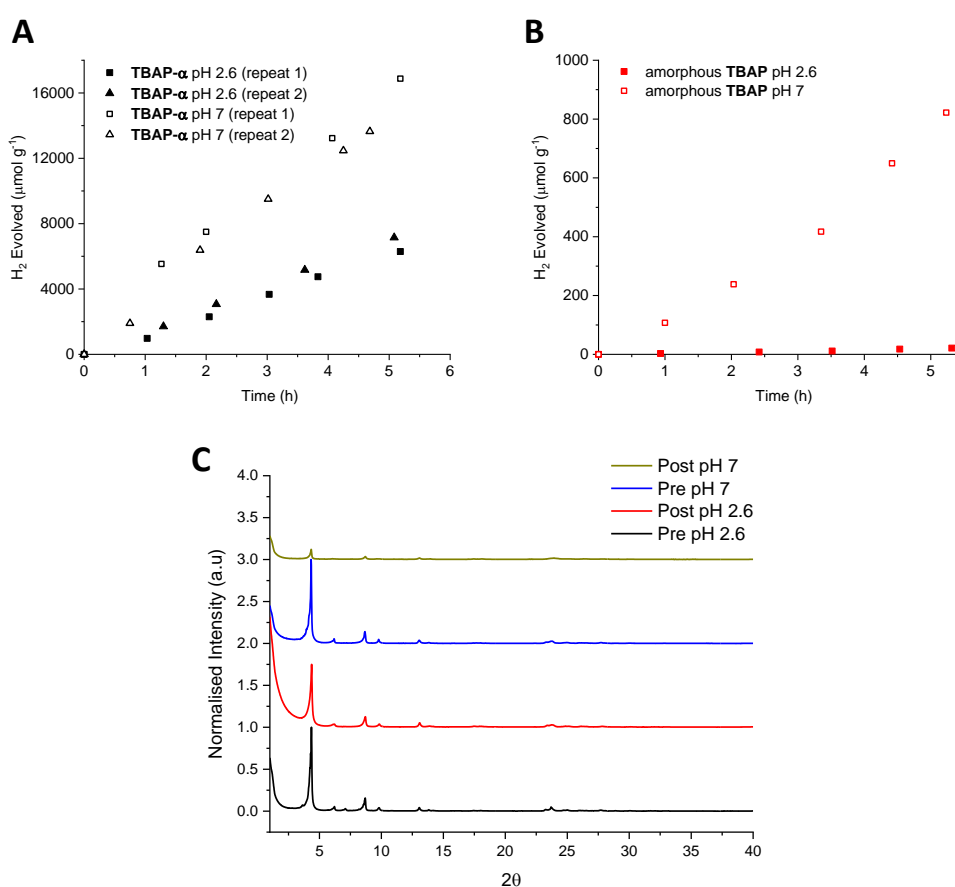 A
TBAP-α pH 2.6 (repeat 1)
TBAP-α pH 2.6 (repeat 2)
TBAP-α pH 7 (repeat 1)
TBAP-α pH 7 (repeat 2)
16000
12000
8000
4000
0
H₂ Evolved (μmol g⁻¹)
0 1 2 3 4 5 6
Time (h)
B
amorphous TBAP pH 2.6
amorphous TBAP pH 7
1000
800
600
400
200
0
H₂ Evolved (μmol g⁻¹)
0 1 2 3 4 5
Time (h)
C
Post pH 7
Pre pH 7
Post pH 2.6
Pre pH 2.6
4.0
3.5
3.0
2.5
2.0
1.5
1.0
0.5
0.0
Normalised Intensity (a.u)
5 10 15 20 25 30 35 40
2θ